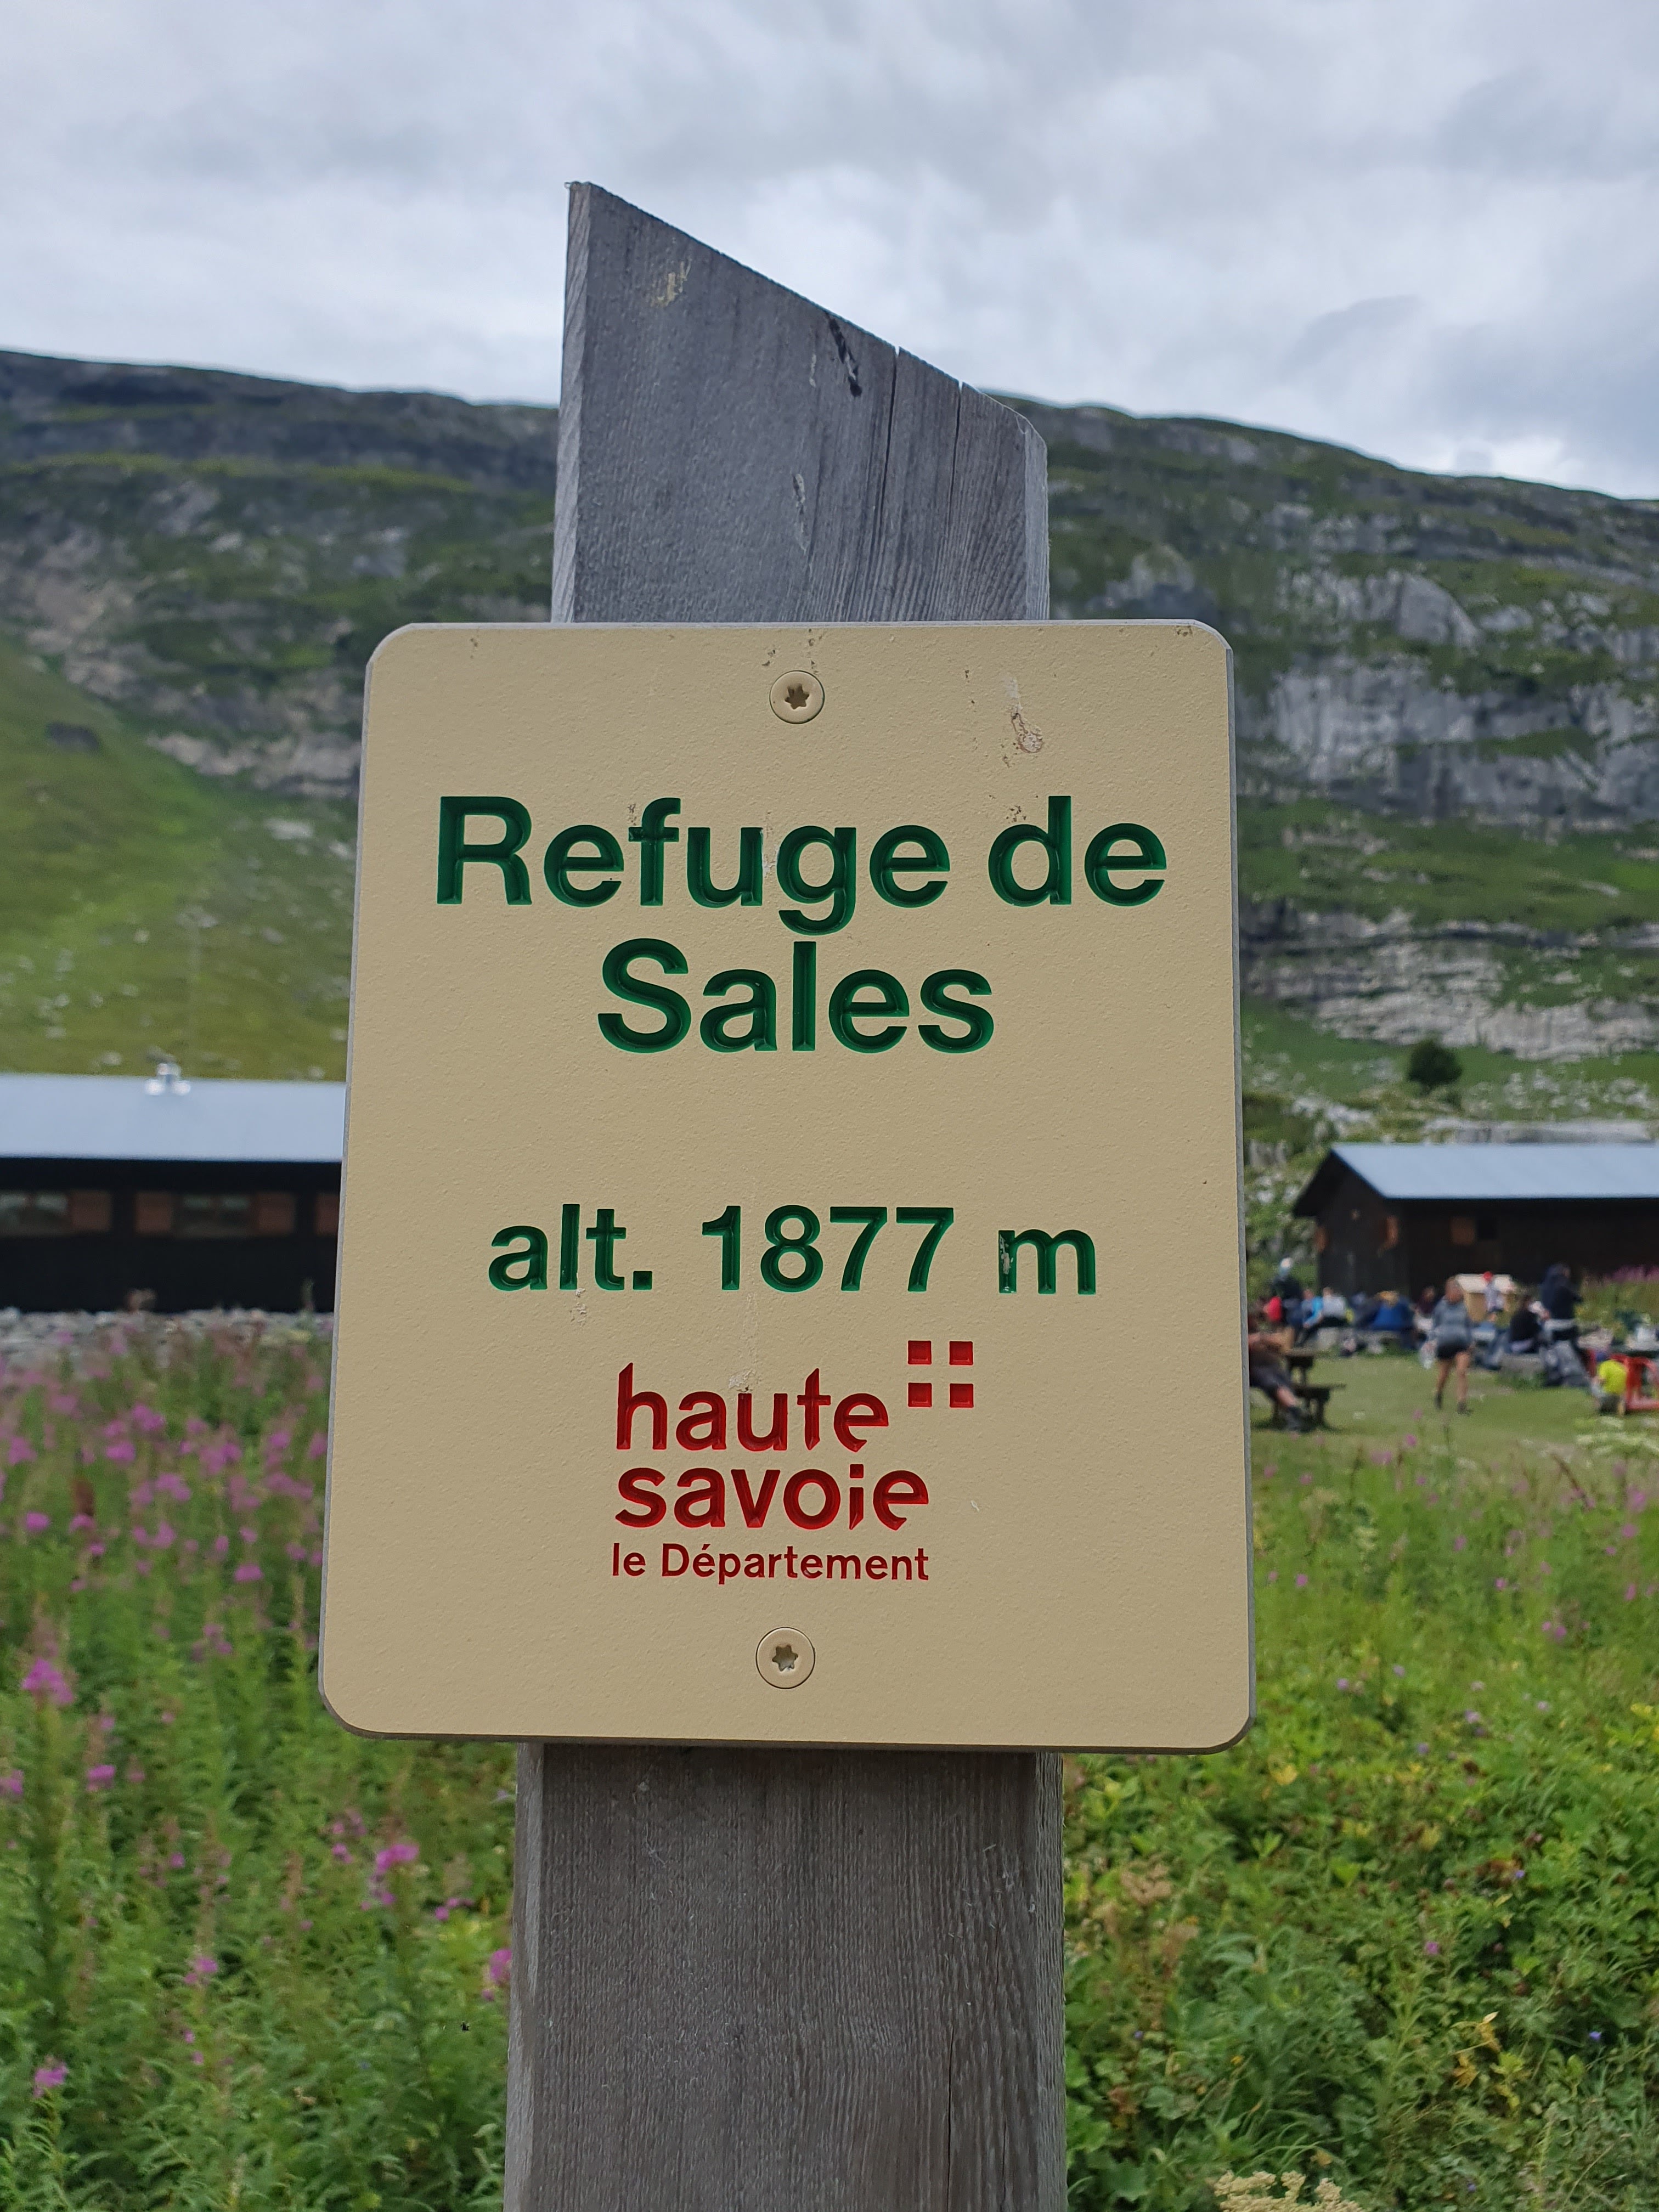 Refuge de
Sales
alt. 1877 m
haute
savoie
le Département